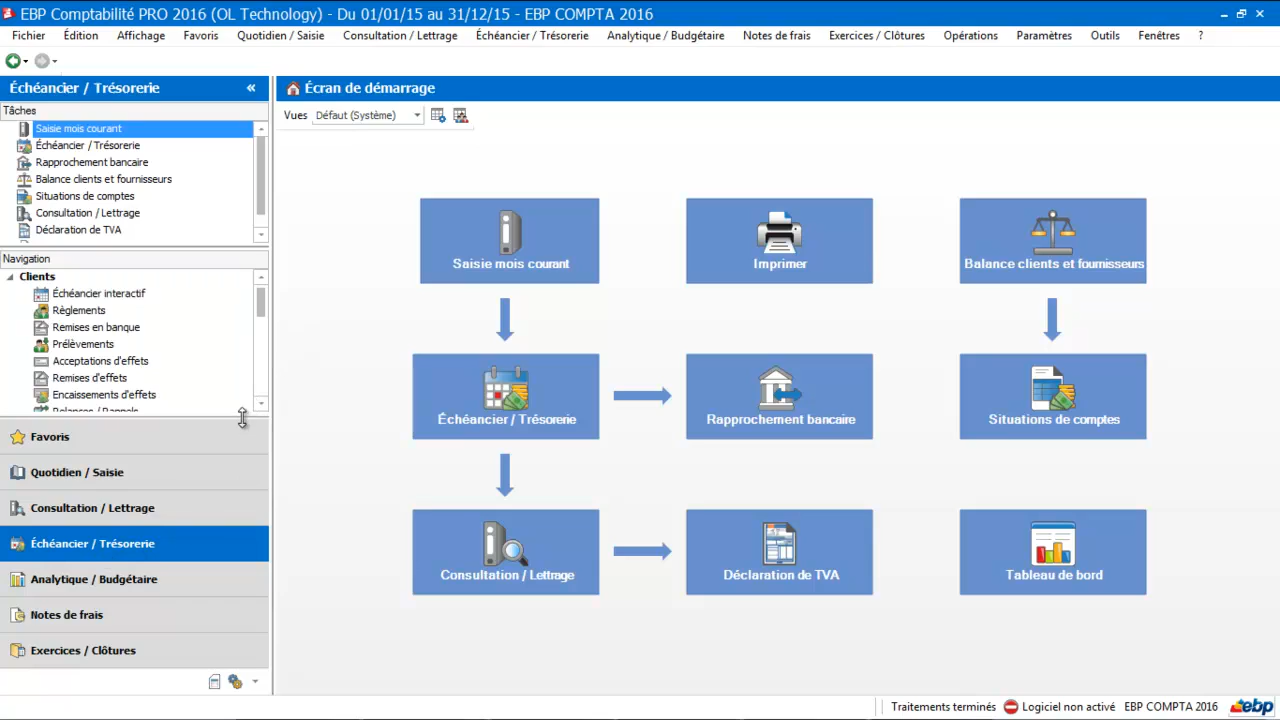 EBP Comptabilité PRO 2016 (OL Technology) - Du 01/01/15 au 31/12/15 - EBP COMPTA 2016
Fichier Édition Affichage Favoris Quotidien / Saisie Consultation / Lettrage Échéancier / Trésorerie Analytique / Budgétaire Notes de frais Exercices / Clôtures Opérations Paramètres Outils Fenêtres ?
Échéancier / Trésorerie «
Tâches
Saisie mois courant
Échéancier / Trésorerie
Rapprochement bancaire
Balance clients et fournisseurs
Situations de comptes
Consultation / Lettrage
Déclaration de TVA
Navigation
Clients
Échéancier interactif
Règlements
Remises en banque
Prélèvements
Acceptations d'effets
Remises d'effets
Encaissements d'effets
Relances / Rappels
Favoris
Quotidien / Saisie
Consultation / Lettrage
Échéancier / Trésorerie
Analytique / Budgétaire
Notes de frais
Exercices / Clôtures
Écran de démarrage
Vues Défaut (Système)
Saisie mois courant
Imprimer
Balance clients et fournisseurs
Échéancier / Trésorerie
Rapprochement bancaire
Situations de comptes
Consultation / Lettrage
Déclaration de TVA
Tableau de bord
Traitements terminés Logiciel non activé EBP COMPTA 2016 ebp